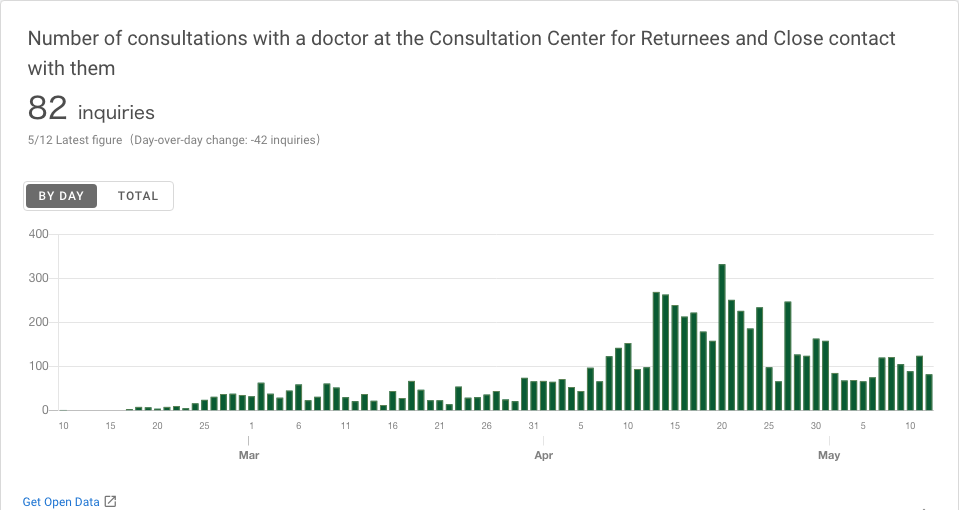 Number of consultations with a doctor at the Consultation Center for Returnees and Close contact
with them
82 inquiries
5/12 Latest figure（Day-over-day change: -42 inquiries）
BY DAY TOTAL
400
300
200
100
0
10 15 20 25 1 6 11 16 21 26 31 5 10 15 20 25 30 5 10
Mar Apr May
Get Open Data